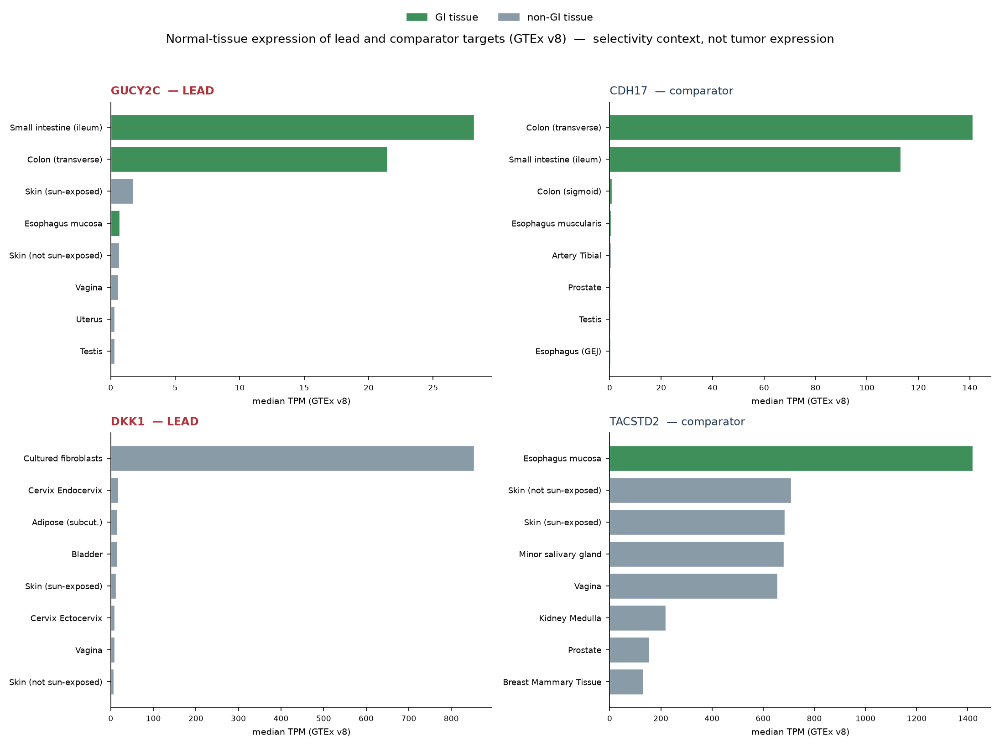 GI tissue
non-GI tissue
Normal-tissue expression of lead and comparator targets (GTEx v8)  —  selectivity context, not tumor expression
GUCY2C  — LEAD
Small intestine (ileum)
Colon (transverse)
Skin (sun-exposed)
Esophagus mucosa
Skin (not sun-exposed)
Vagina
Uterus
Testis
0 5 10 15 20 25
median TPM (GTEx v8)
CDH17  — comparator
Colon (transverse)
Small intestine (ileum)
Colon (sigmoid)
Esophagus muscularis
Artery Tibial
Prostate
Testis
Esophagus (GEJ)
0 20 40 60 80 100 120 140
median TPM (GTEx v8)
DKK1  — LEAD
Cultured fibroblasts
Cervix Endocervix
Adipose (subcut.)
Bladder
Skin (sun-exposed)
Cervix Ectocervix
Vagina
Skin (not sun-exposed)
0 100 200 300 400 500 600 700 800
median TPM (GTEx v8)
TACSTD2  — comparator
Esophagus mucosa
Skin (not sun-exposed)
Skin (sun-exposed)
Minor salivary gland
Vagina
Kidney Medulla
Prostate
Breast Mammary Tissue
0 200 400 600 800 1000 1200 1400
median TPM (GTEx v8)